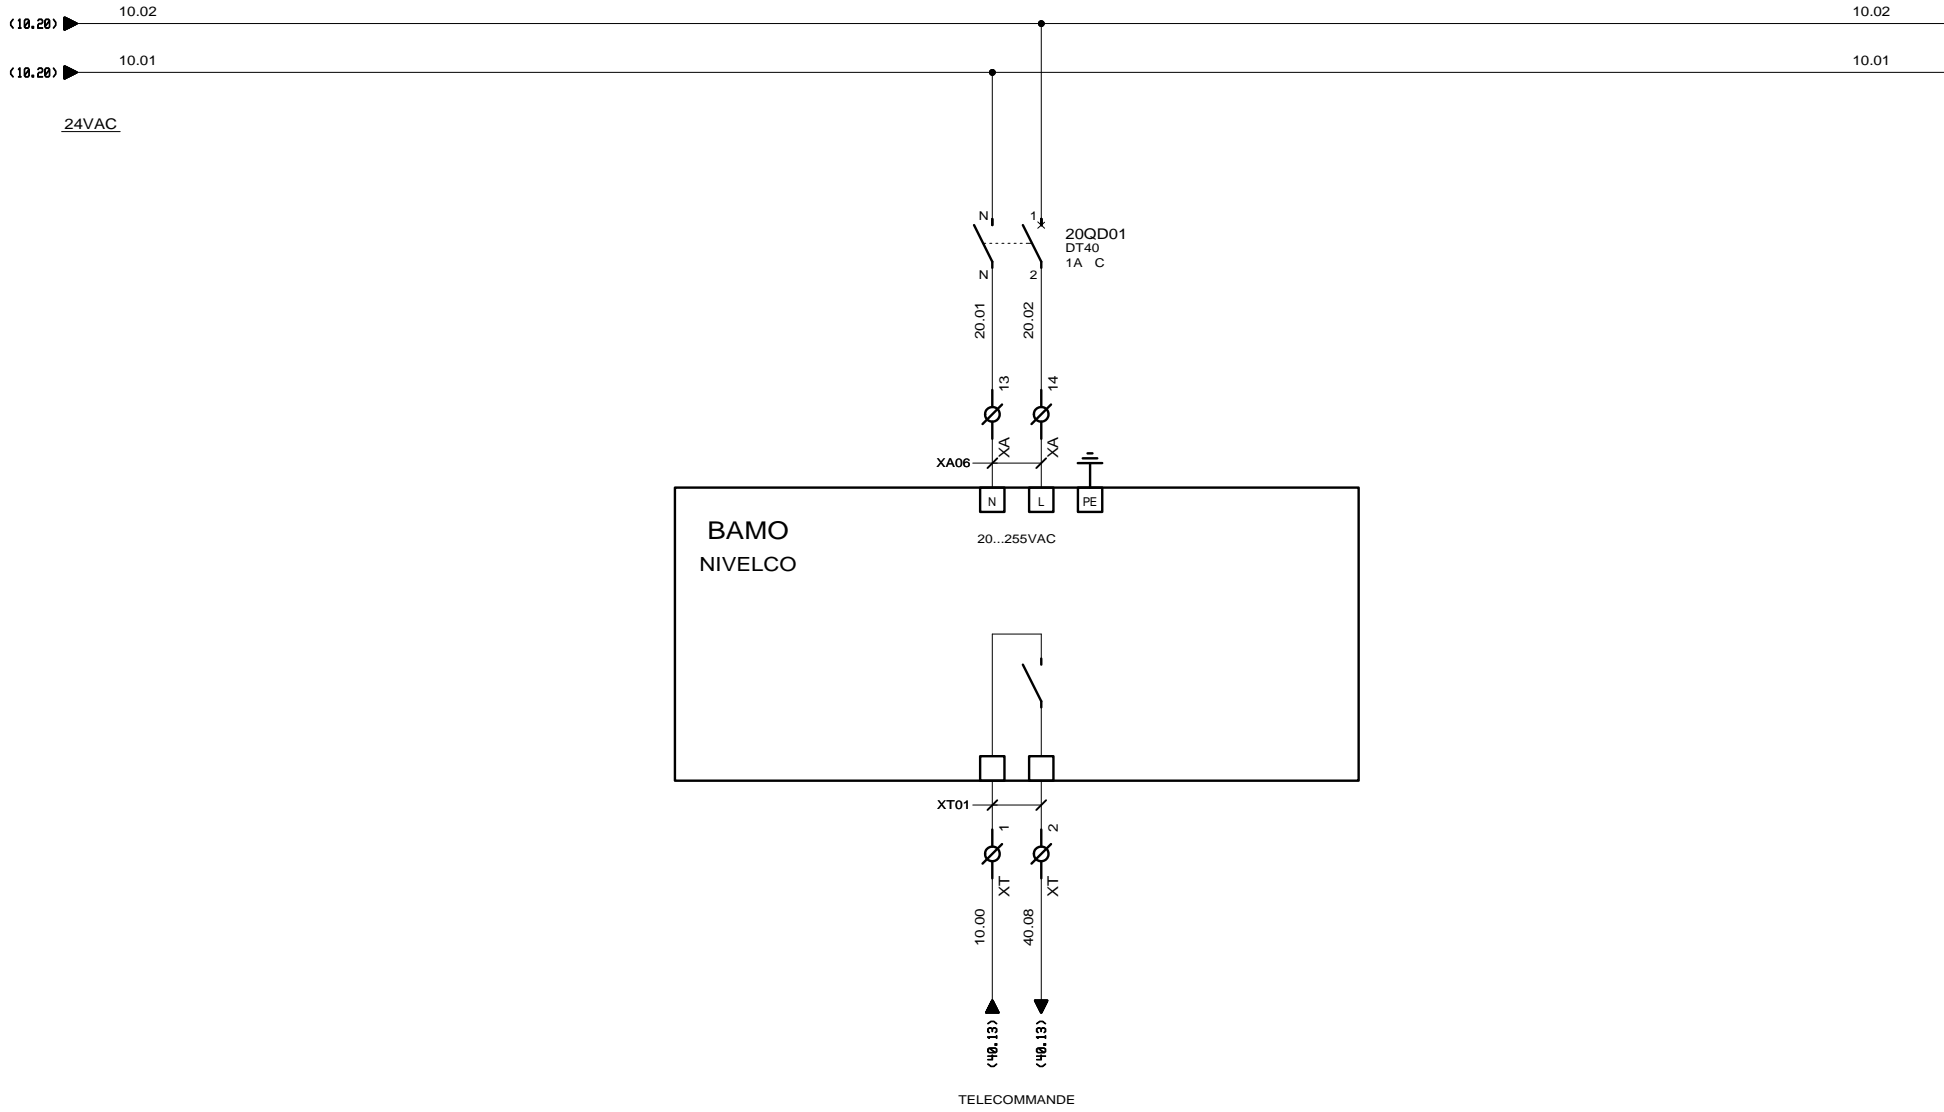 (10.20) 10.02 10.02
(10.20) 10.01 10.01
24VAC
N 1
20QD01
DT40
1A C
N 2
20.01 20.02
13 14
XA XA
XA06
N L PE
BAMO
20...255VAC
NIVELCO
XT01
1 2
XT XT
10.00 40.08
(40.13) (40.13)
TELECOMMANDE